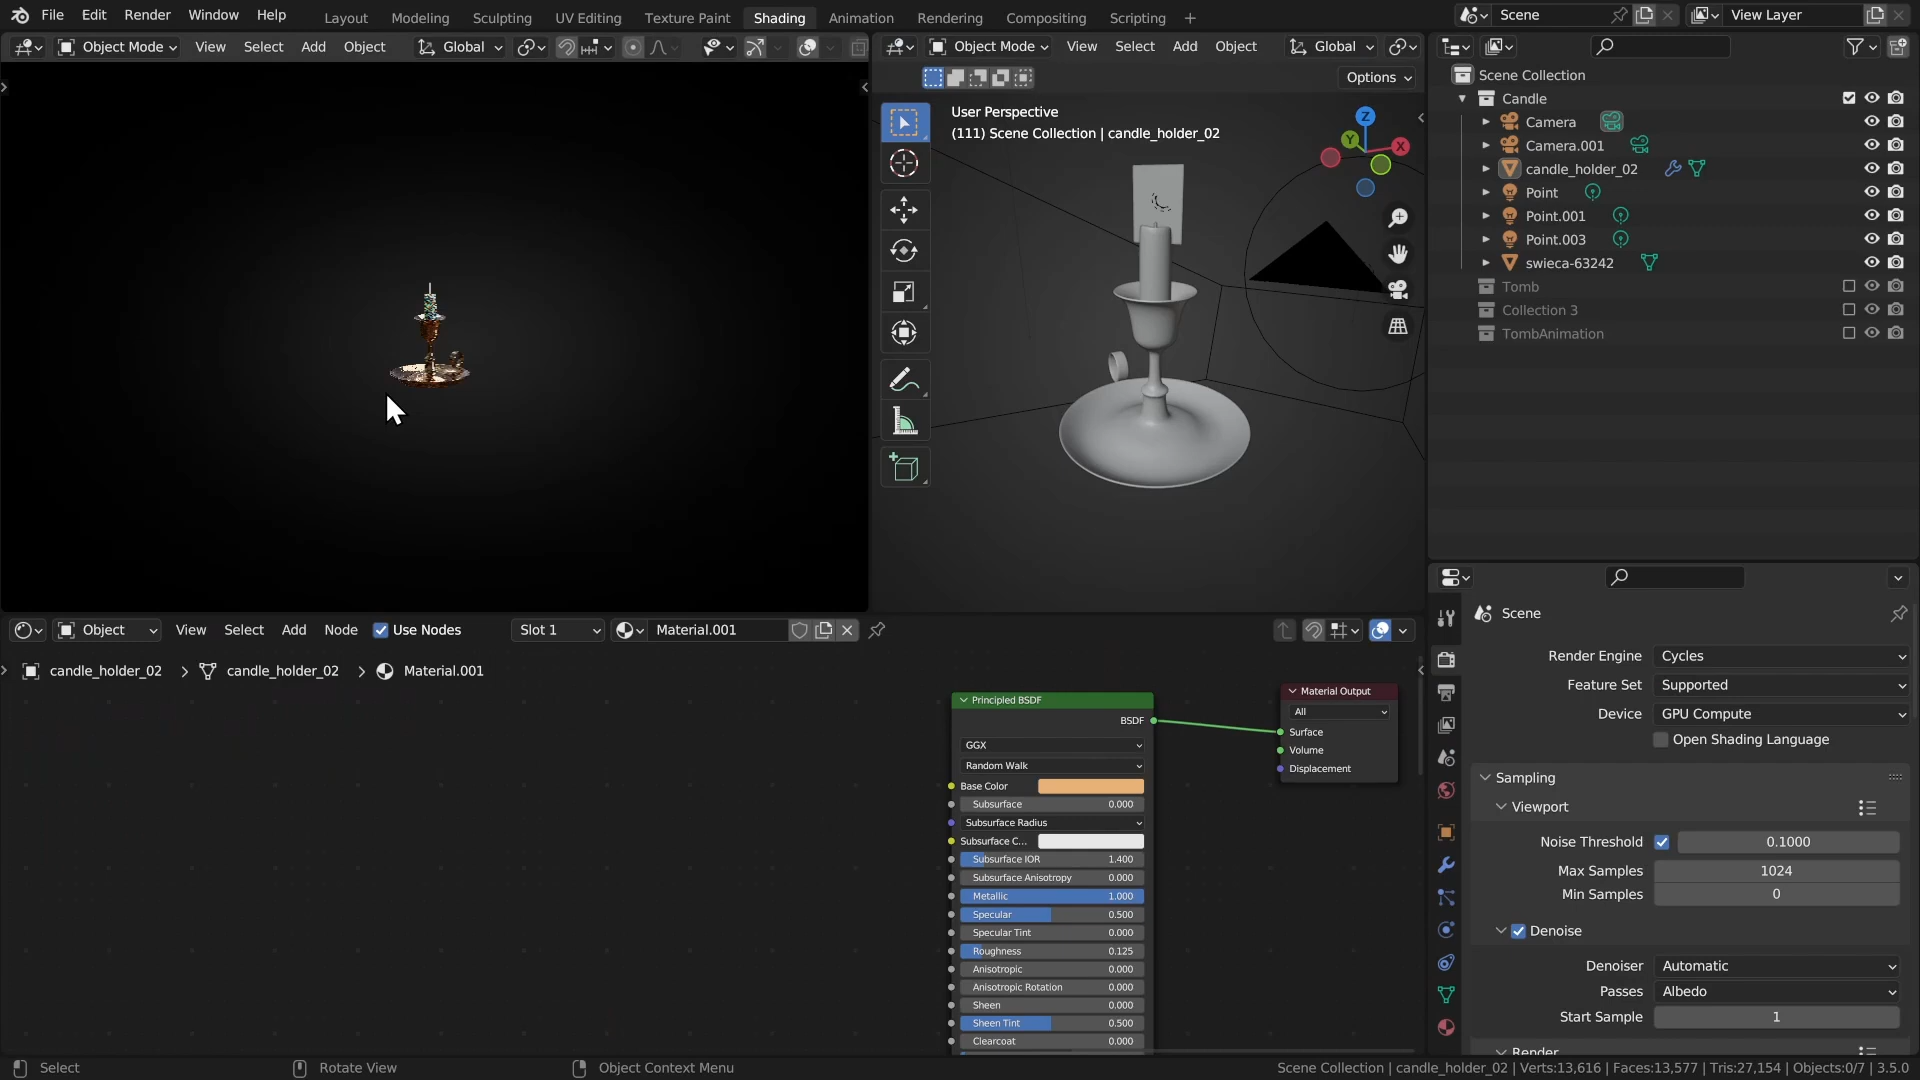 File Edit Render Window Help Layout Modeling Sculpting UV Editing Texture Paint Shading Animation Rendering Compositing Scripting + Scene View Layer
Object Mode View Select Add Object Global
Object Mode View Select Add Object Global
Options
User Perspective
(111) Scene Collection | candle_holder_02
Z
Y
X
Scene Collection
Candle
Camera
Camera.001
candle_holder_02
Point
Point.001
Point.003
swieca-63242
Tomb
Collection 3
TombAnimation
Object View Select Add Node Use Nodes Slot 1 Material.001
candle_holder_02 > candle_holder_02 > Material.001
Principled BSDF
BSDF
GGX
Random Walk
Base Color
Subsurface 0.000
Subsurface Radius
Subsurface C...
Subsurface IOR 1.400
Subsurface Anisotropy 0.000
Metallic 1.000
Specular 0.500
Specular Tint 0.000
Roughness 0.125
Anisotropic 0.000
Anisotropic Rotation 0.000
Sheen 0.000
Sheen Tint 0.500
Clearcoat 0.000
Material Output
All
Surface
Volume
Displacement
Scene
Render Engine Cycles
Feature Set Supported
Device GPU Compute
Open Shading Language
Sampling
Viewport
Noise Threshold 0.1000
Max Samples 1024
Min Samples 0
Denoise
Denoiser Automatic
Passes Albedo
Start Sample 1
Render
Select Rotate View Object Context Menu
Scene Collection | candle_holder_02 | Verts:13,616 | Faces:13,577 | Tris:27,154 | Objects:0/7 | 3.5.0